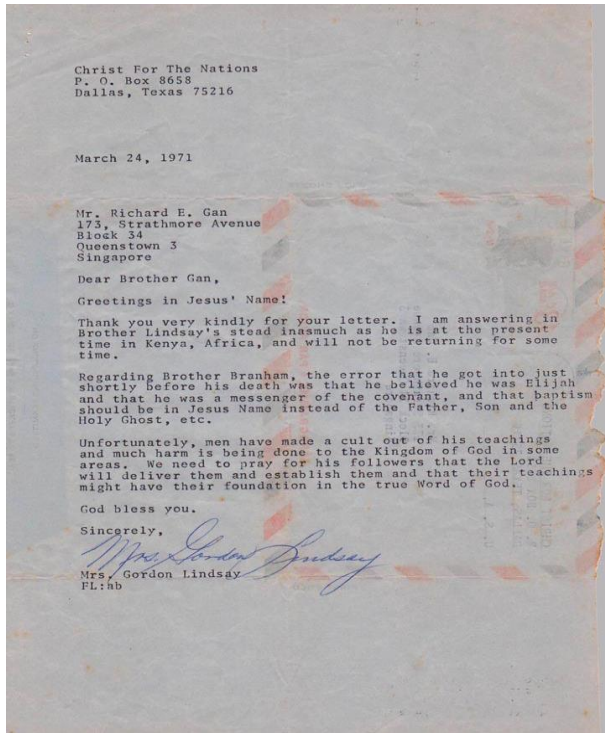 Christ For The Nations
P. O. Box 8658
Dallas, Texas 75216
March 24, 1971
Mr. Richard E. Gan
173, Strathmore Avenue
Block 34
Queenstown 3
Singapore
Dear Brother Gan,
Greetings in Jesus' Name!
Thank you very kindly for your letter.  I am answering in
Brother Lindsay's stead inasmuch as he is at the present
time in Kenya, Africa, and will not be returning for some
time.
Regarding Brother Branham, the error that he got into just
shortly before his death was that he believed he was Elijah
and that he was a messenger of the covenant, and that baptism
should be in Jesus Name instead of the Father, Son and the
Holy Ghost, etc.
Unfortunately, men have made a cult out of his teachings
and much harm is being done to the Kingdom of God in some
areas.  We need to pray for his followers that the Lord
will deliver them and establish them and that their teachings
might have their foundation in the true Word of God.
God bless you.
Sincerely,
Mrs. Gordon Lindsay
Mrs. Gordon Lindsay
FL:nb